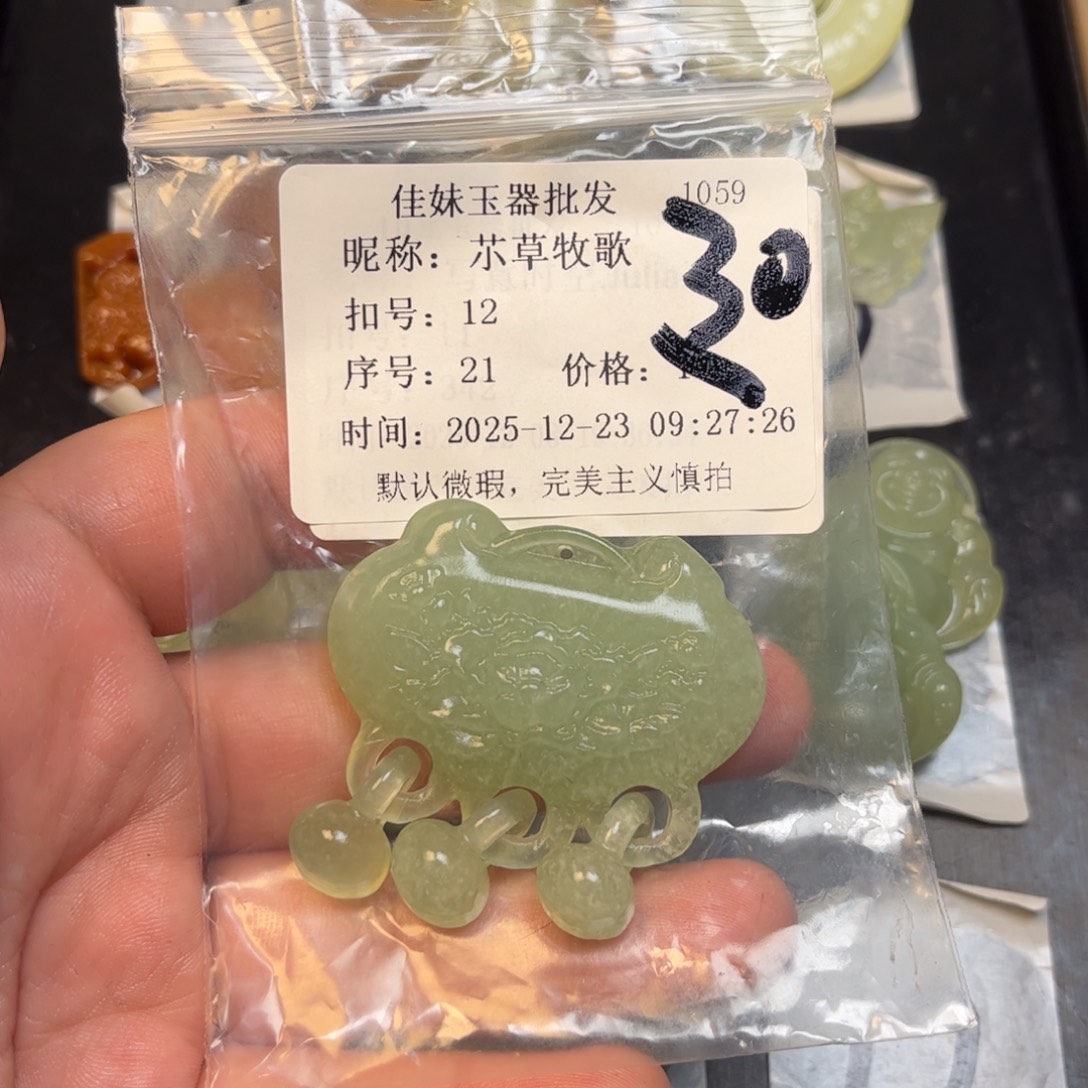 佳妹玉器批发 1059
昵称：芣草牧歌
30
扣号：12
序号：21 价格：
时间：2025-12-23 09:27:26
默认微瑕，完美主义慎拍